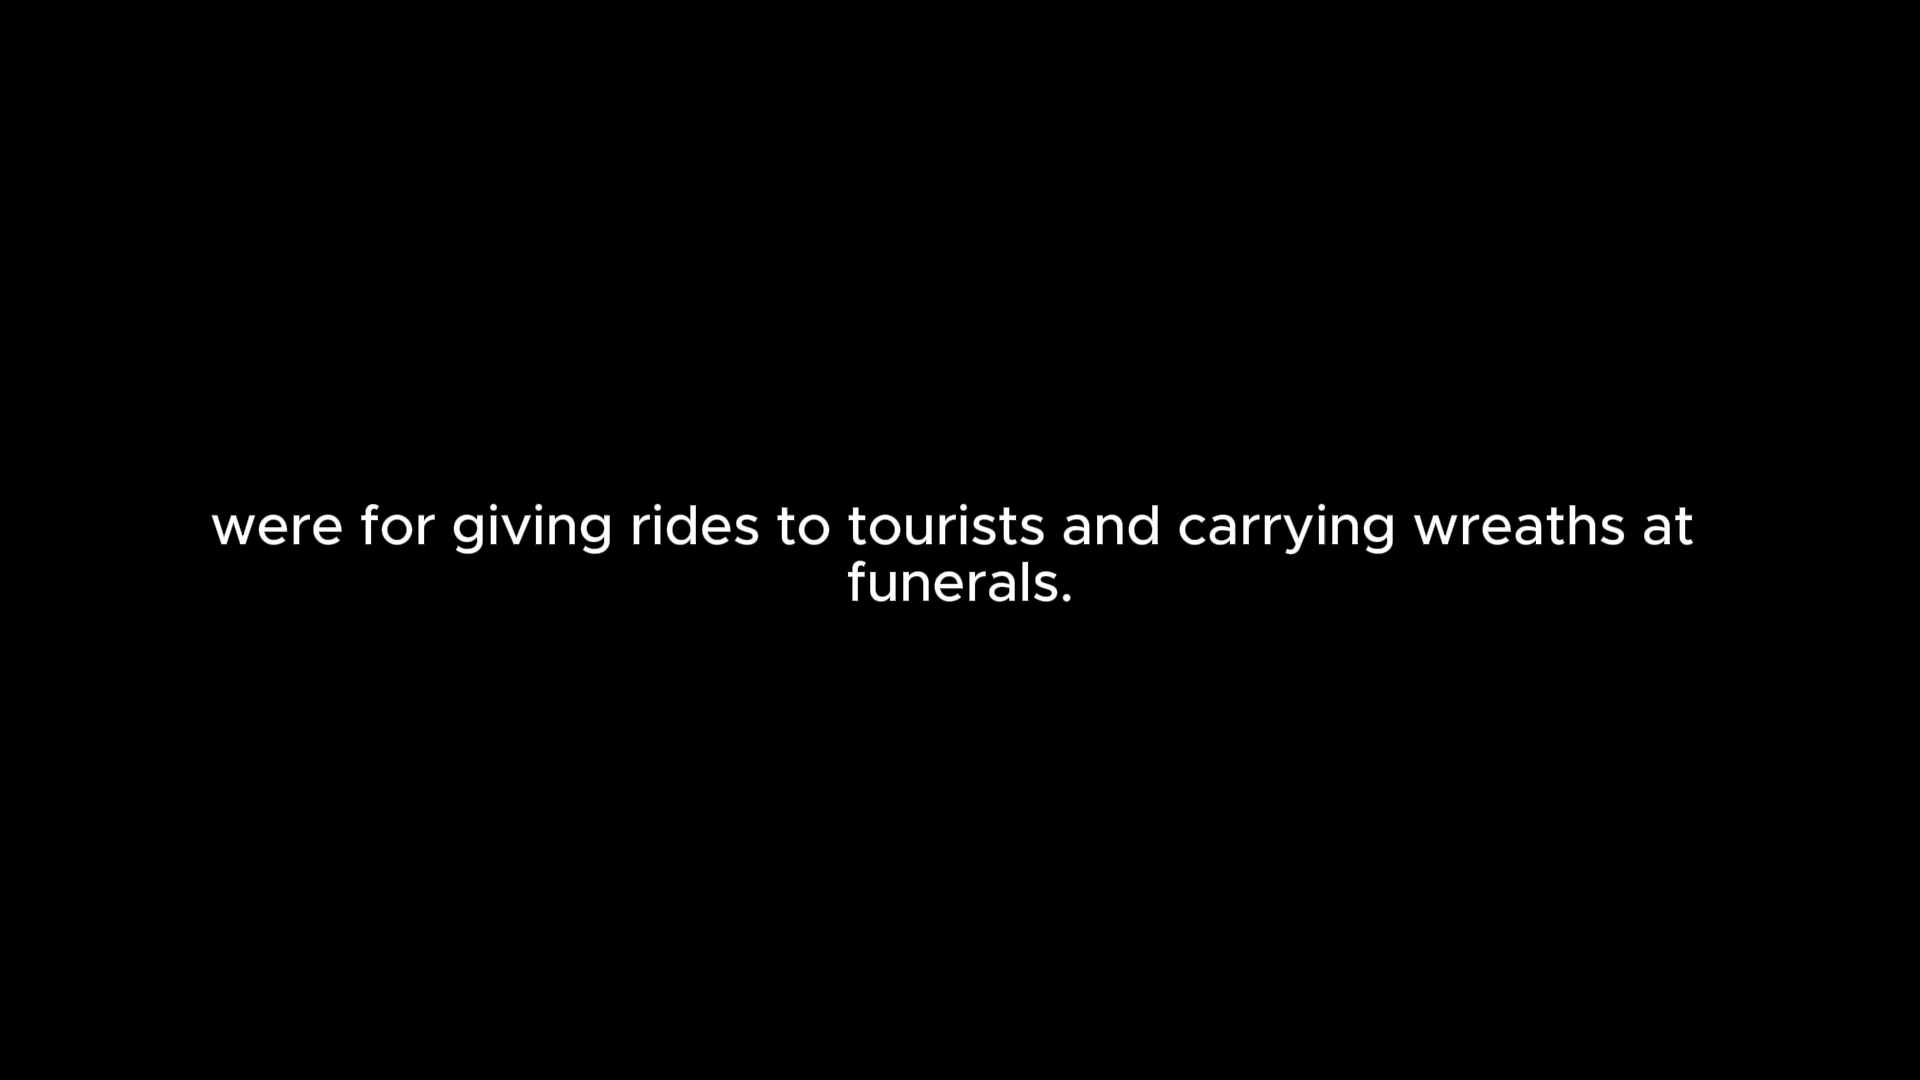 were for giving rides to tourists and carrying wreaths at
funerals.